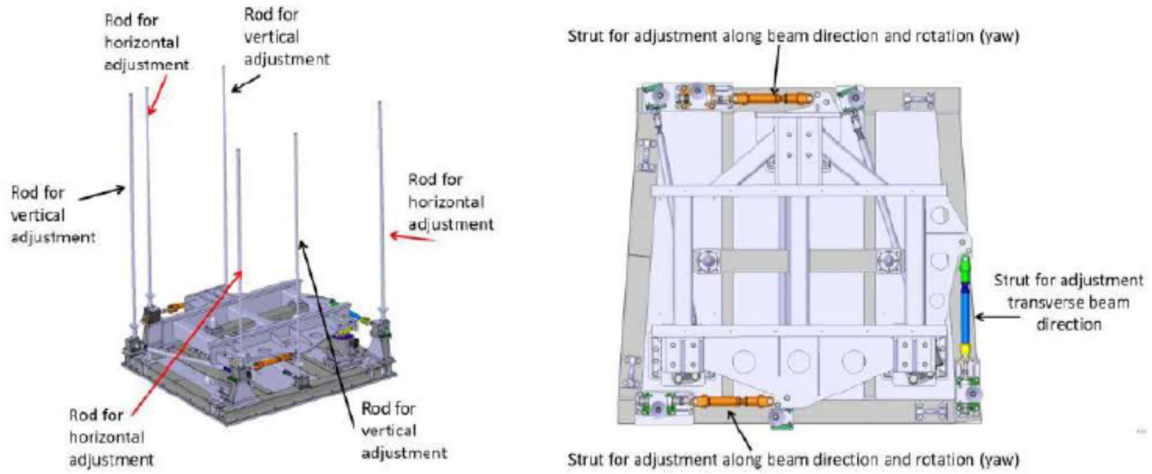 Rod for
horizontal
adjustment
Rod for
vertical
adjustment
Rod for
vertical
adjustment
Rod for
horizontal
adjustment
Rod for
horizontal
adjustment
Rod for
vertical
adjustment
Strut for adjustment along beam direction and rotation (yaw)
Strut for adjustment
transverse beam
direction
Strut for adjustment along beam direction and rotation (yaw)